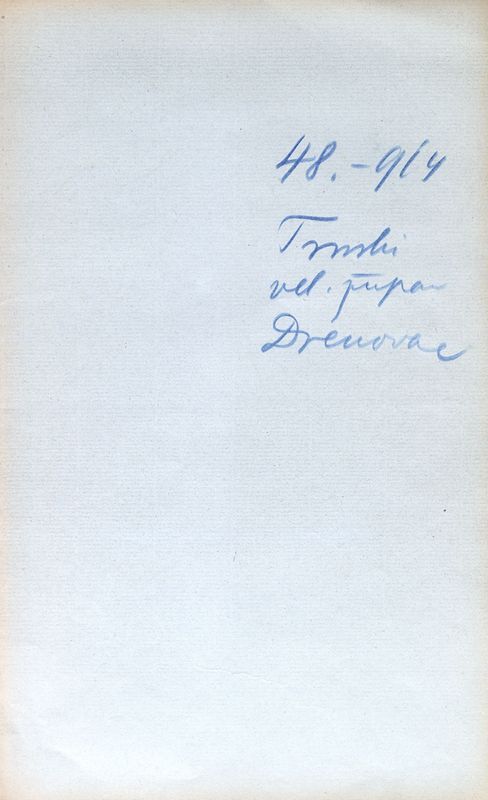 48.-914
Trnski
vel. župan
Drenovac